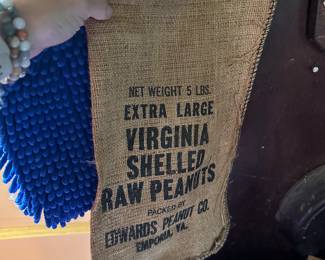 NET WEIGHT 5 LBS.
EXTRA LARGE
VIRGINIA
SHELLED
RAW PEANUTS
PACKED BY
EDWARDS PEANUT CO.
EMPORIA, VA.